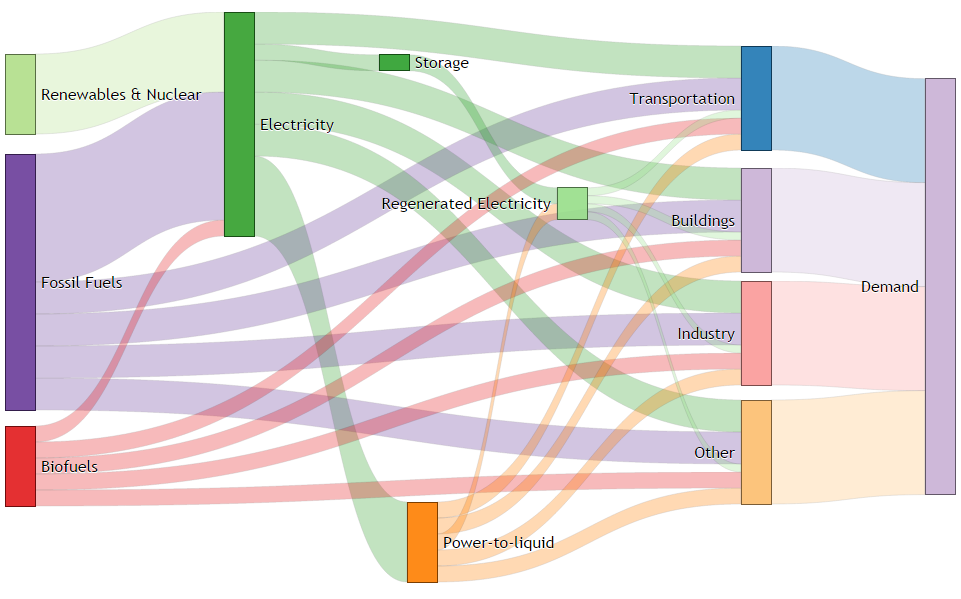 Storage
Renewables & Nuclear
Transportation
Electricity
Regenerated Electricity
Buildings
Fossil Fuels
Demand
Industry
Other
Biofuels
Power-to-liquid